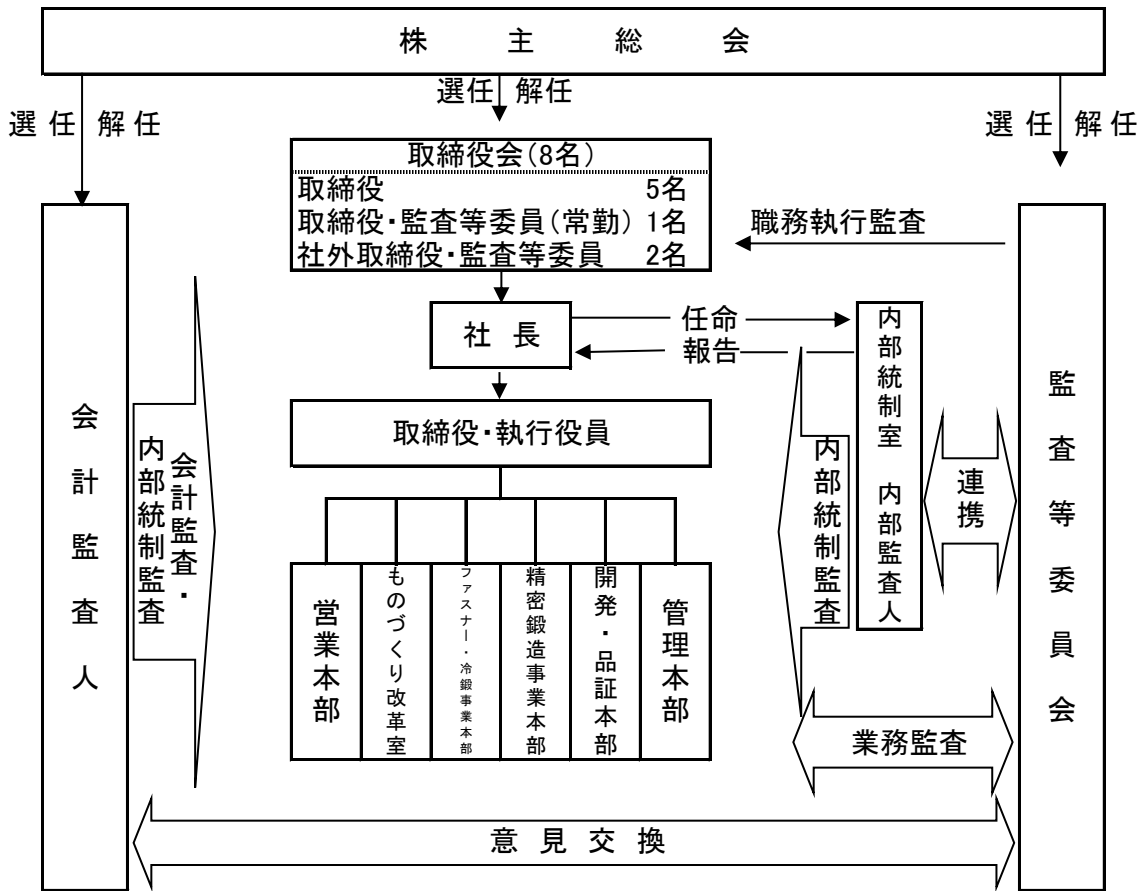 株主総会
選任 解任
選任 解任
選任 解任
取締役会(8名)
取締役 5名
取締役・監査等委員(常勤) 1名
社外取締役・監査等委員 2名
職務執行監査
社長
任命
報告
内部統制室 内部監査人
取締役・執行役員
会計監査人
会計監査・
内部統制監査
内部統制監査
連携
監査等委員会
営業本部
ものづくり改革室
ファスナー・冷鍛事業本部
精密鍛造事業本部
開発・品証本部
管理本部
業務監査
意見交換